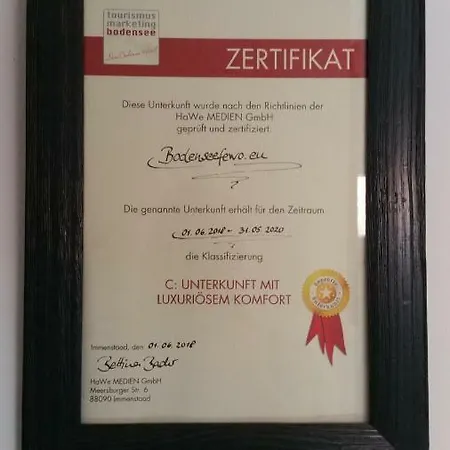 tourismus
marketing
bodensee
ZERTIFIKAT
Diese Unterkunft wurde nach den Richtlinien der
HaWe MEDIEN GmbH
geprüft und zertifiziert.
Bodenseefewo.eu
Die genannte Unterkunft erhält für den Zeitraum
01.06.2018 - 31.05.2020
die Klassifizierung
C: UNTERKUNFT MIT
LUXURIÖSEM KOMFORT
Immenstaad, den 01.06.2018
Bettina Bader
HaWe MEDIEN GmbH
Meersburger Str. 6
88090 Immenstaad